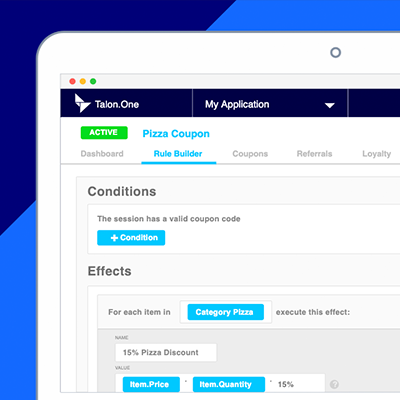 Talon.One My Application
ACTIVE Pizza Coupon
Dashboard Rule Builder Coupons Referrals Loyalty
Conditions
The session has a valid coupon code
+ Condition
Effects
For each item in Category Pizza execute this effect:
NAME
15% Pizza Discount
VALUE
Item.Price * Item.Quantity * 15% ?